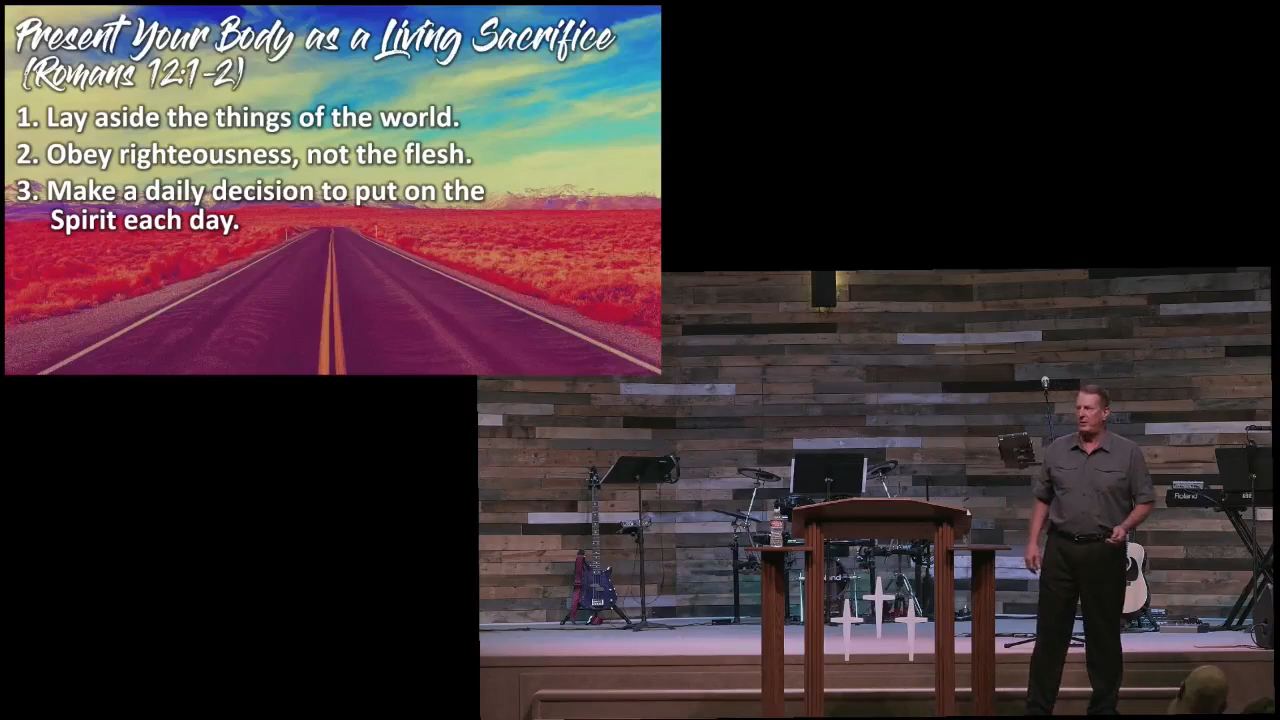 Present Your Body as a Living Sacrifice
(Romans 12:1-2)
1. Lay aside the things of the world.
2. Obey righteousness, not the flesh.
3. Make a daily decision to put on the
Spirit each day.
Roland